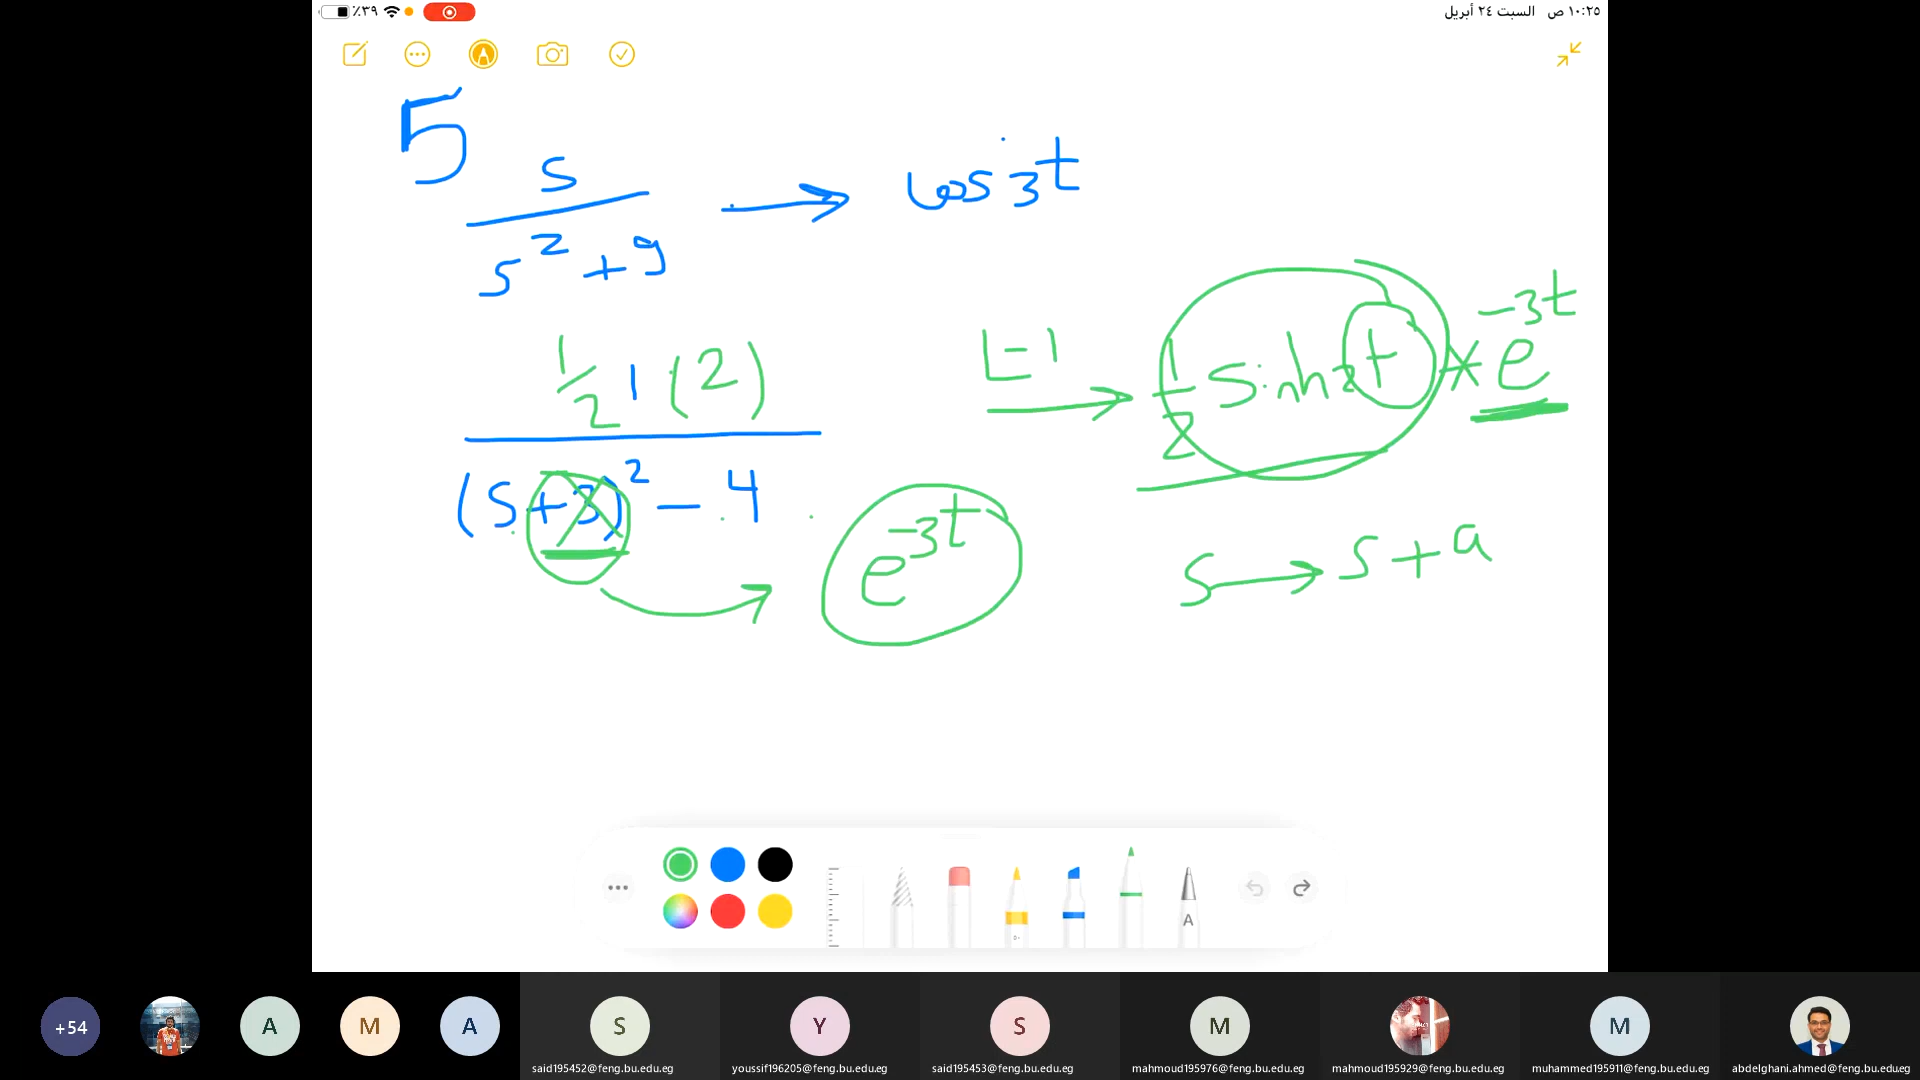 ٪٣٩
١٠:٢٥ ص السبت ٢٤ أبريل
5
s / s² + 9 → cos 3t
½ 1 (2) / (s + 3)² - 4
L-1 → ½ sinh 2t * e^-3t
e^-3t
s → s + a
A
+54
A
M
A
S
Y
S
M
M
said195452@feng.bu.edu.eg
youssif196205@feng.bu.edu.eg
said195453@feng.bu.edu.eg
mahmoud195976@feng.bu.edu.eg
mahmoud195929@feng.bu.edu.eg
muhammed195911@feng.bu.edu.eg
abdelghani.ahmed@feng.bu.edu.eg